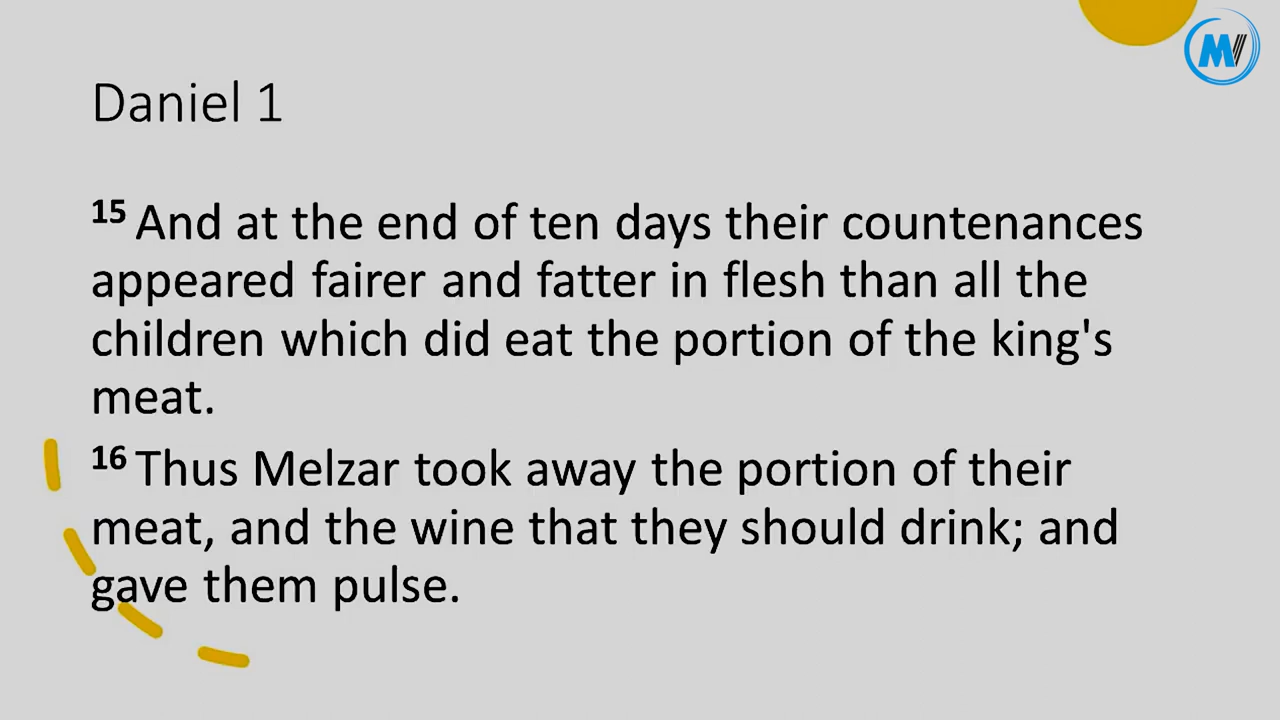 Daniel 1
15 And at the end of ten days their countenances
appeared fairer and fatter in flesh than all the
children which did eat the portion of the king's
meat.
16 Thus Melzar took away the portion of their
meat, and the wine that they should drink; and
gave them pulse.
MV